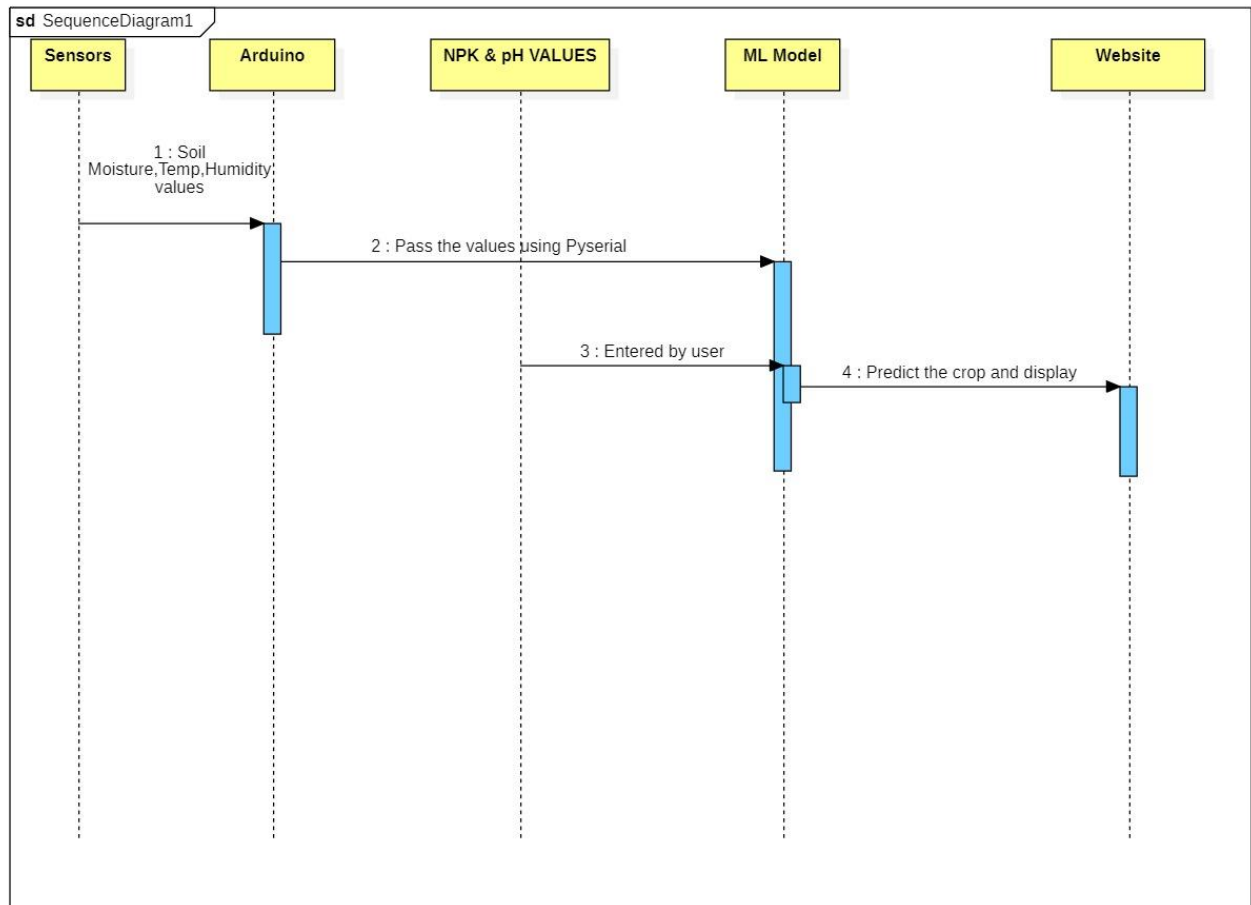 sd SequenceDiagram1
Sensors
Arduino
NPK & pH VALUES
ML Model
Website
1 : Soil
Moisture,Temp,Humidity
values
2 : Pass the values using Pyserial
3 : Entered by user
4 : Predict the crop and display